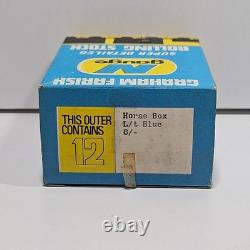 GRAHAM FARISH
N
gauge
SUPER DETAILED
ROLLING STOCK
THIS OUTER
CONTAINS
12
Horse Box
L/t Blue
8/-